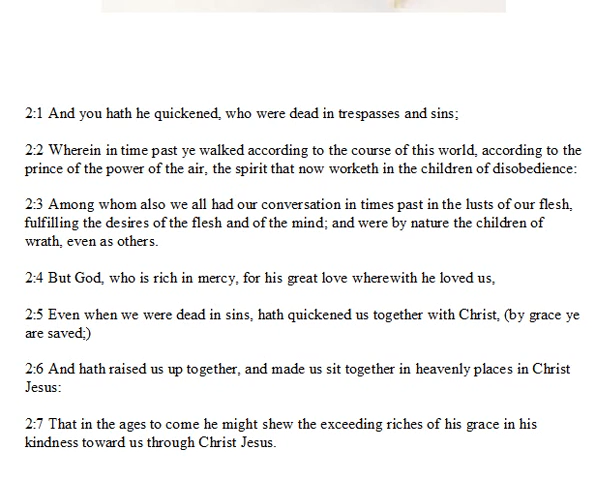 2:1 And you hath he quickened, who were dead in trespasses and sins;
2:2 Wherein in time past ye walked according to the course of this world, according to the
prince of the power of the air, the spirit that now worketh in the children of disobedience:
2:3 Among whom also we all had our conversation in times past in the lusts of our flesh,
fulfilling the desires of the flesh and of the mind; and were by nature the children of
wrath, even as others.
2:4 But God, who is rich in mercy, for his great love wherewith he loved us,
2:5 Even when we were dead in sins, hath quickened us together with Christ, (by grace ye
are saved;)
2:6 And hath raised us up together, and made us sit together in heavenly places in Christ
Jesus:
2:7 That in the ages to come he might shew the exceeding riches of his grace in his
kindness toward us through Christ Jesus.